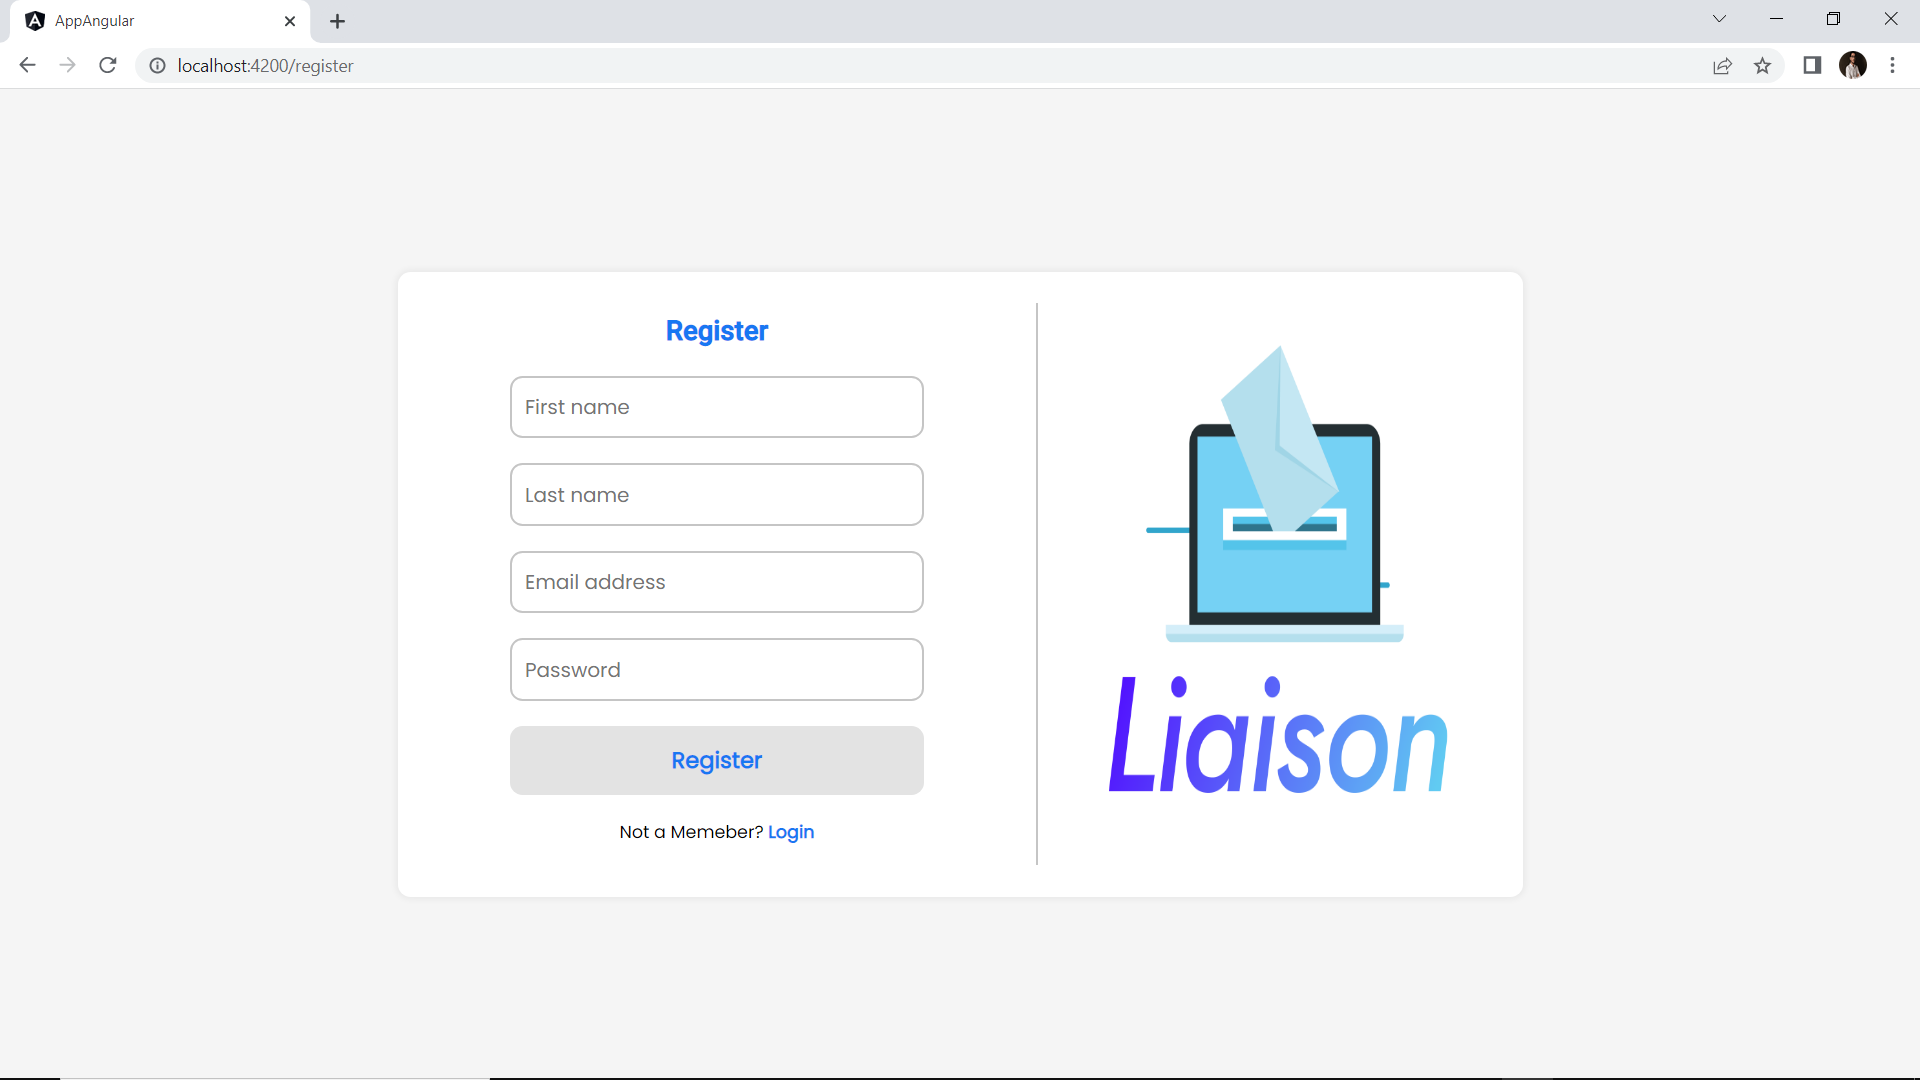 AppAngular
localhost:4200/register
Register
First name
Last name
Email address
Password
Register
Not a Memeber? Login
Liaison